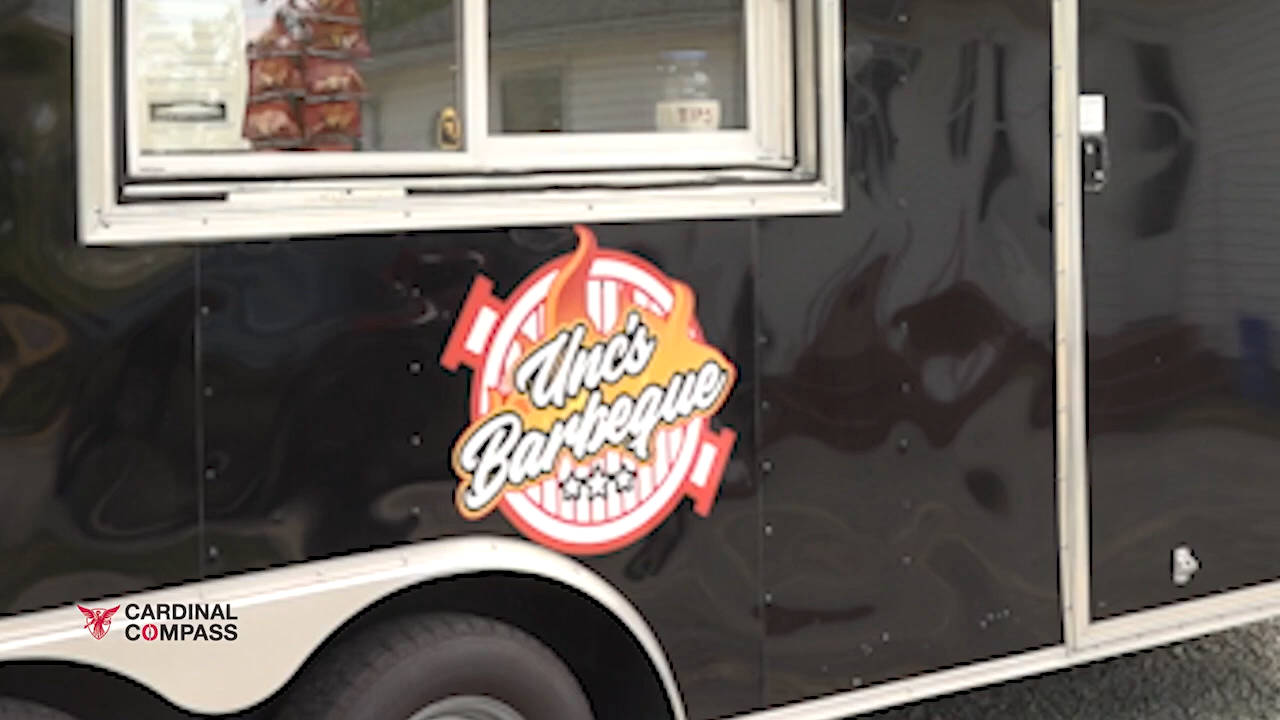 TIPS
Unc's
Barbeque
CARDINAL
COMPASS